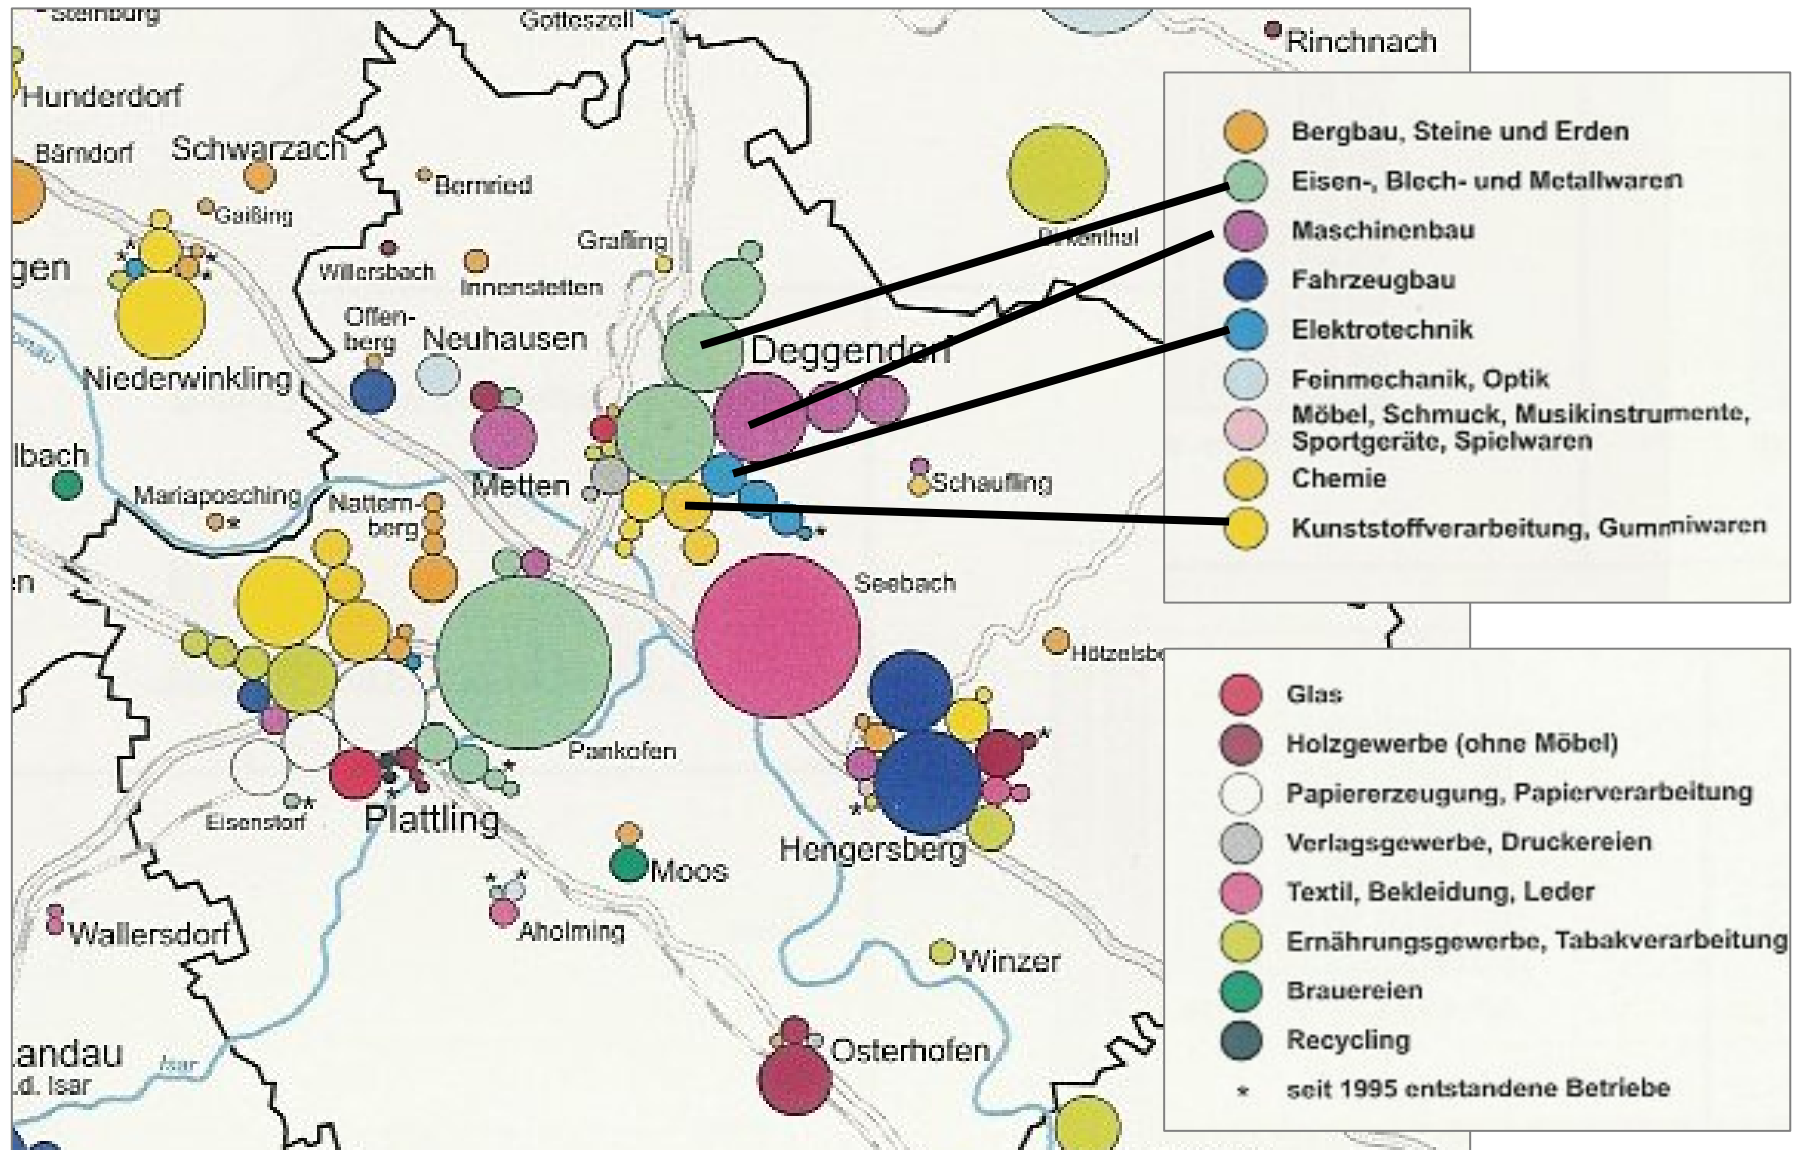 Steinburg
Gotteszell
Rinchnach
Hunderdorf
Bärndorf
Schwarzach
Bernried
Gaißing
Grafling
Birkenthal
gen
Willersbach
Innenstetten
Offen-
berg
Neuhausen
onau
Niederwinkling
Deggendorf
lbach
Mariaposching
Nattern-
berg
Metten
*
Schaufling
*
en
Seebach
Hötzelsbe
Pankofen
*
*
*
Eisenstorf
*
Plattling
Hengersberg
*
Moos
* *
Aholming
Wallersdorf
Winzer
Osterhofen
Landau
.d. Isar
Isar
Bergbau, Steine und Erden
Eisen-, Blech- und Metallwaren
Maschinenbau
Fahrzeugbau
Elektrotechnik
Feinmechanik, Optik
Möbel, Schmuck, Musikinstrumente,
Sportgeräte, Spielwaren
Chemie
Kunststoffverarbeitung, Gummiwaren
Glas
Holzgewerbe (ohne Möbel)
Papiererzeugung, Papierverarbeitung
Verlagsgewerbe, Druckereien
Textil, Bekleidung, Leder
Ernährungsgewerbe, Tabakverarbeitung
Brauereien
Recycling
* seit 1995 entstandene Betriebe